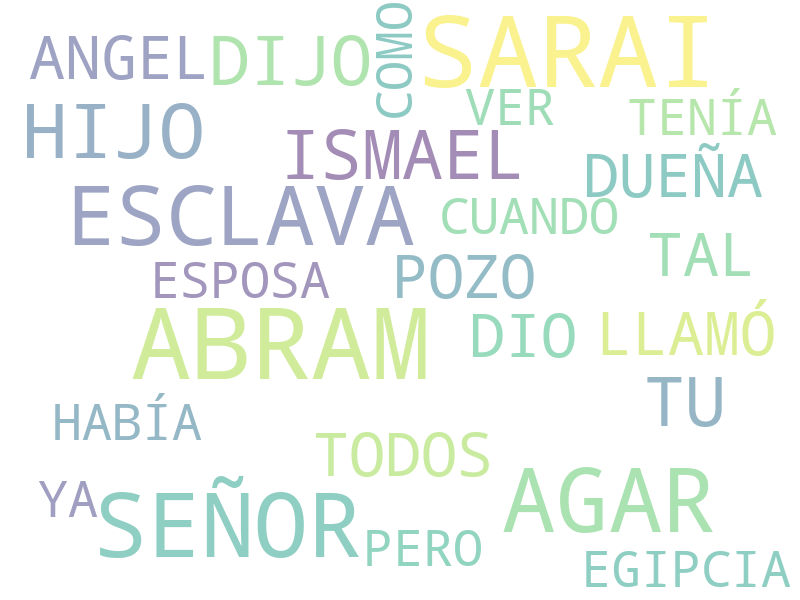 ANGEL
DIJO
COMO
SARAI
HIJO
VER
TENÍA
ISMAEL
DUEÑA
ESCLAVA
CUANDO
TAL
ESPOSA
POZO
ABRAM
DIO
LLAMÓ
TU
HABÍA
TODOS
YA
SEÑOR
AGAR
PERO
EGIPCIA